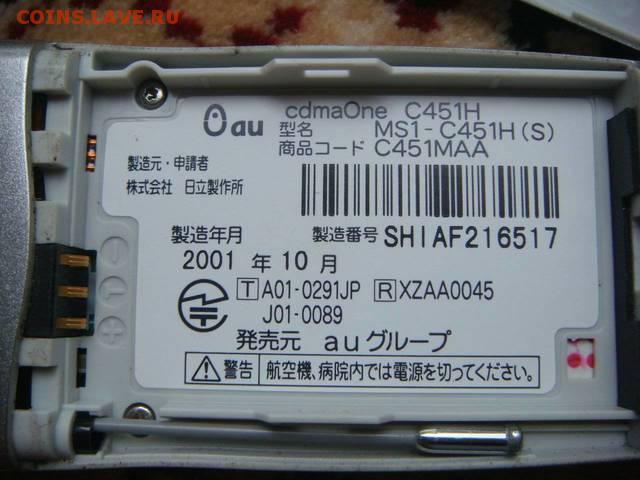 COINS.LAVE.RU
au cdmaOne C451H
型名 MS1-C451H(S)
商品コード C451MAA
製造元・申請者
株式会社 日立製作所
製造年月
2001 年 10 月
製造番号 SHIAF216517
T A01-0291JP R XZAA0045
J01-0089
発売元 auグループ
警告 航空機、病院内では電源を切ってください。